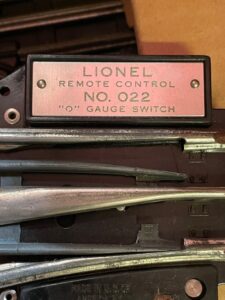 LIONEL
REMOTE CONTROL
NO. 022
"O" GAUGE SWITCH